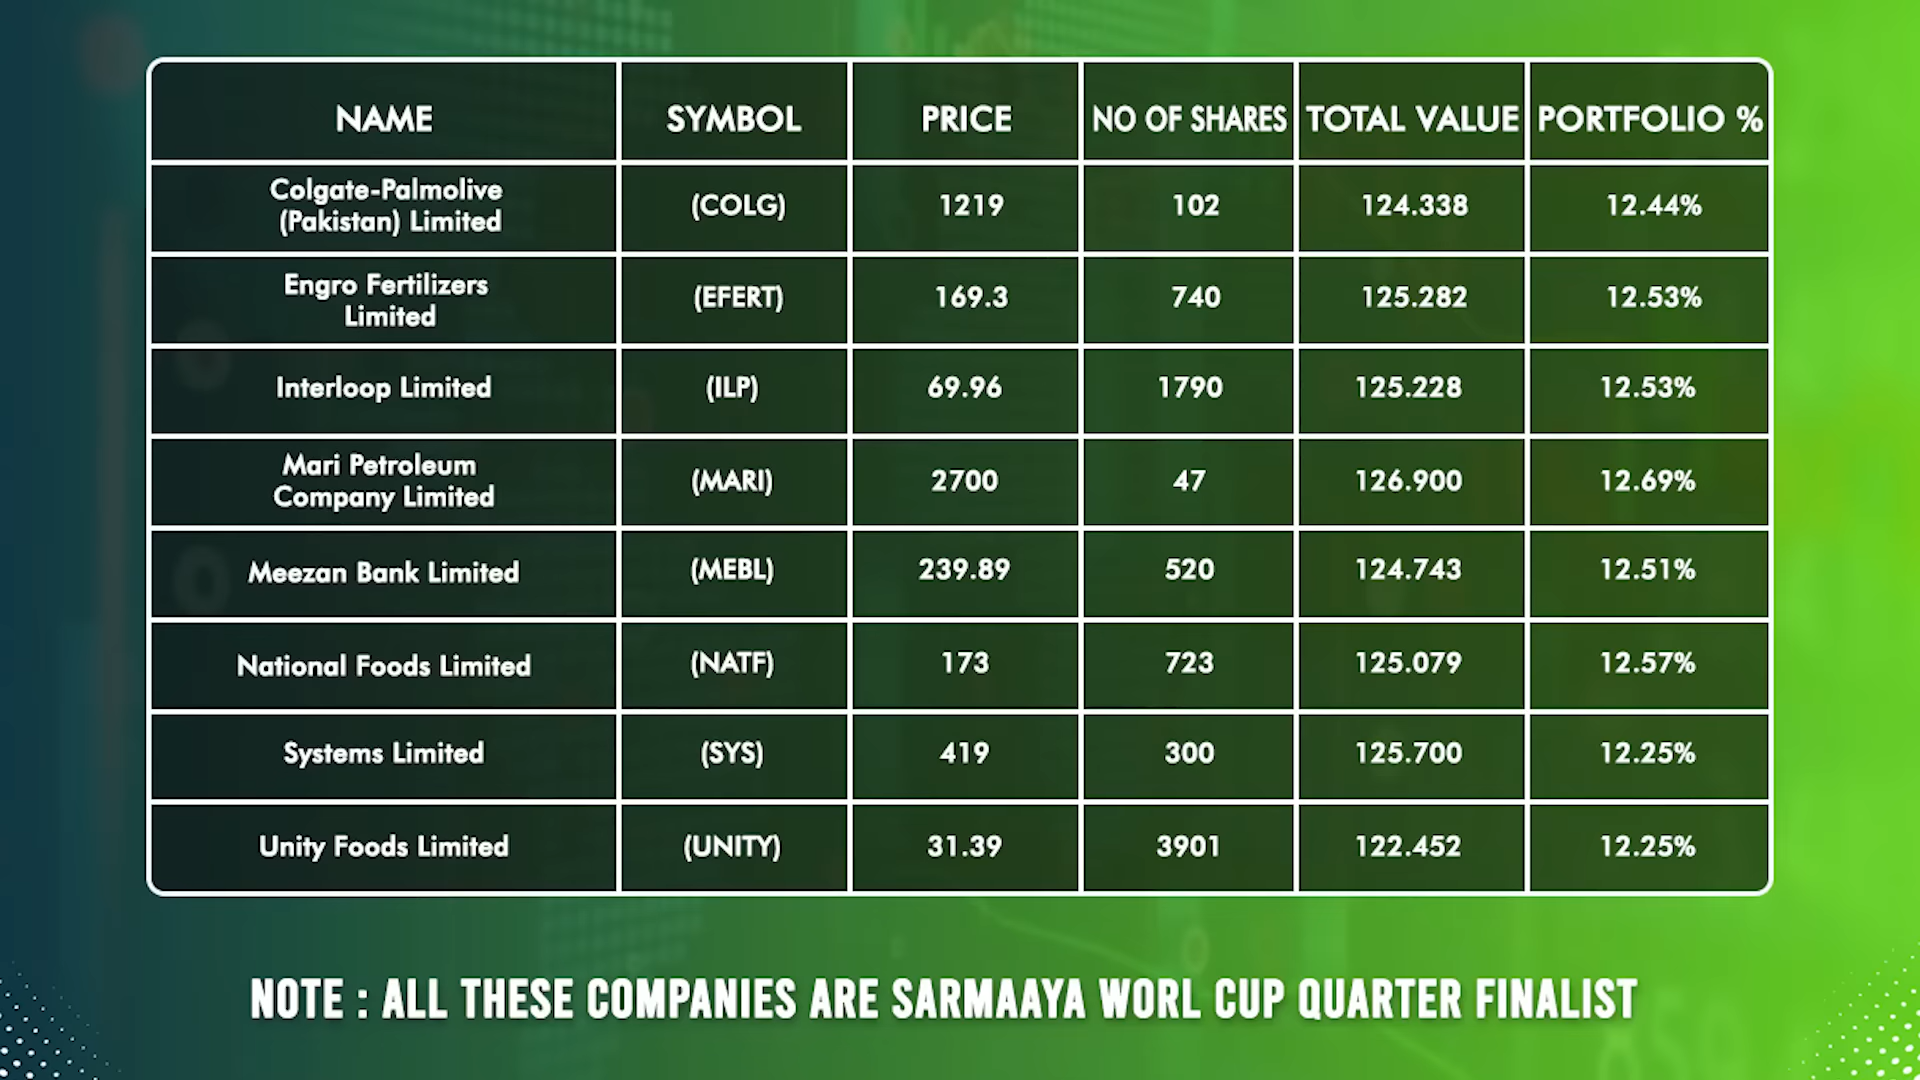 NAME SYMBOL PRICE NO OF SHARES TOTAL VALUE PORTFOLIO %
Colgate-Palmolive
(Pakistan) Limited (COLG) 1219 102 124.338 12.44%
Engro Fertilizers
Limited (EFERT) 169.3 740 125.282 12.53%
Interloop Limited (ILP) 69.96 1790 125.228 12.53%
Mari Petroleum
Company Limited (MARI) 2700 47 126.900 12.69%
Meezan Bank Limited (MEBL) 239.89 520 124.743 12.51%
National Foods Limited (NATF) 173 723 125.079 12.57%
Systems Limited (SYS) 419 300 125.700 12.25%
Unity Foods Limited (UNITY) 31.39 3901 122.452 12.25%
NOTE : ALL THESE COMPANIES ARE SARMAAYA WORL CUP QUARTER FINALIST